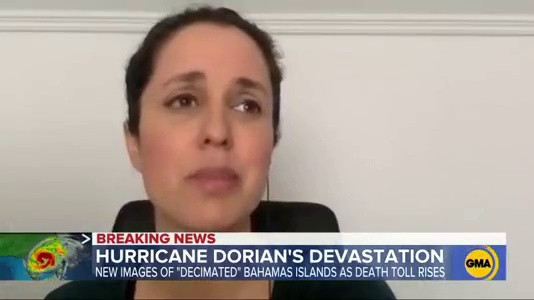 BREAKING NEWS
HURRICANE DORIAN'S DEVASTATION
NEW IMAGES OF "DECIMATED" BAHAMAS ISLANDS AS DEATH TOLL RISES
GMA